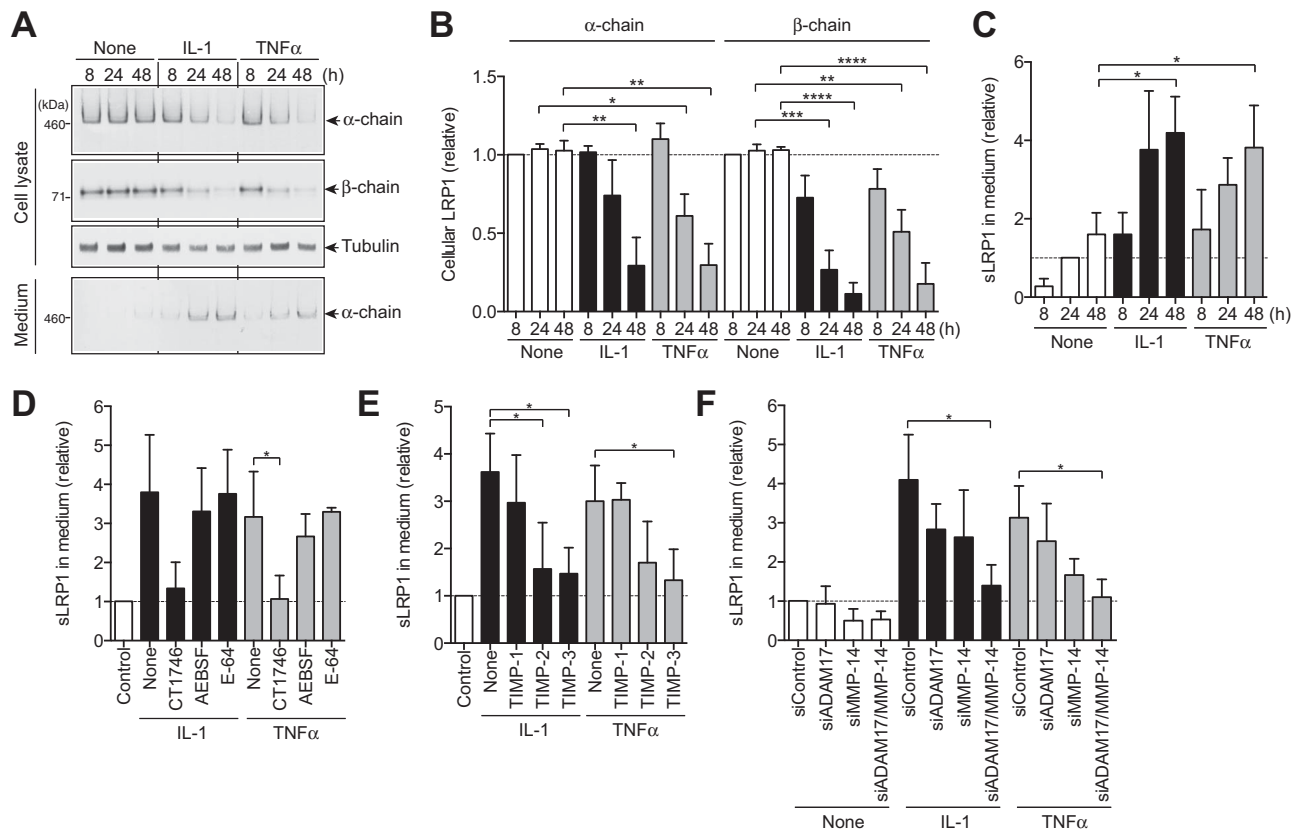 A
None IL-1 TNFα
8 24 48 8 24 48 8 24 48 (h)
(kDa)
Cell lysate
460 α-chain
71 β-chain
Tubulin
Medium
460 α-chain
B
α-chain β-chain
Cellular LRP1 (relative)
1.5
1.0
0.5
0.0
** * ** **** ** **** ***
8 24 48 8 24 48 8 24 48 8 24 48 8 24 48 8 24 48 (h)
None IL-1 TNFα None IL-1 TNFα
C
sLRP1 in medium (relative)
6
4
2
0
* *
8 24 48 8 24 48 8 24 48 (h)
None IL-1 TNFα
D
sLRP1 in medium (relative)
6
5
4
3
2
1
0
*
Control None CT1746 AEBSF E-64 None CT1746 AEBSF E-64
IL-1 TNFα
E
sLRP1 in medium (relative)
5
4
3
2
1
0
* * *
Control None TIMP-1 TIMP-2 TIMP-3 None TIMP-1 TIMP-2 TIMP-3
IL-1 TNFα
F
sLRP1 in medium (relative)
6
5
4
3
2
1
0
* *
siControl siADAM17 siMMP-14 siADAM17/MMP-14 siControl siADAM17 siMMP-14 siADAM17/MMP-14 siControl siADAM17 siMMP-14 siADAM17/MMP-14
None IL-1 TNFα